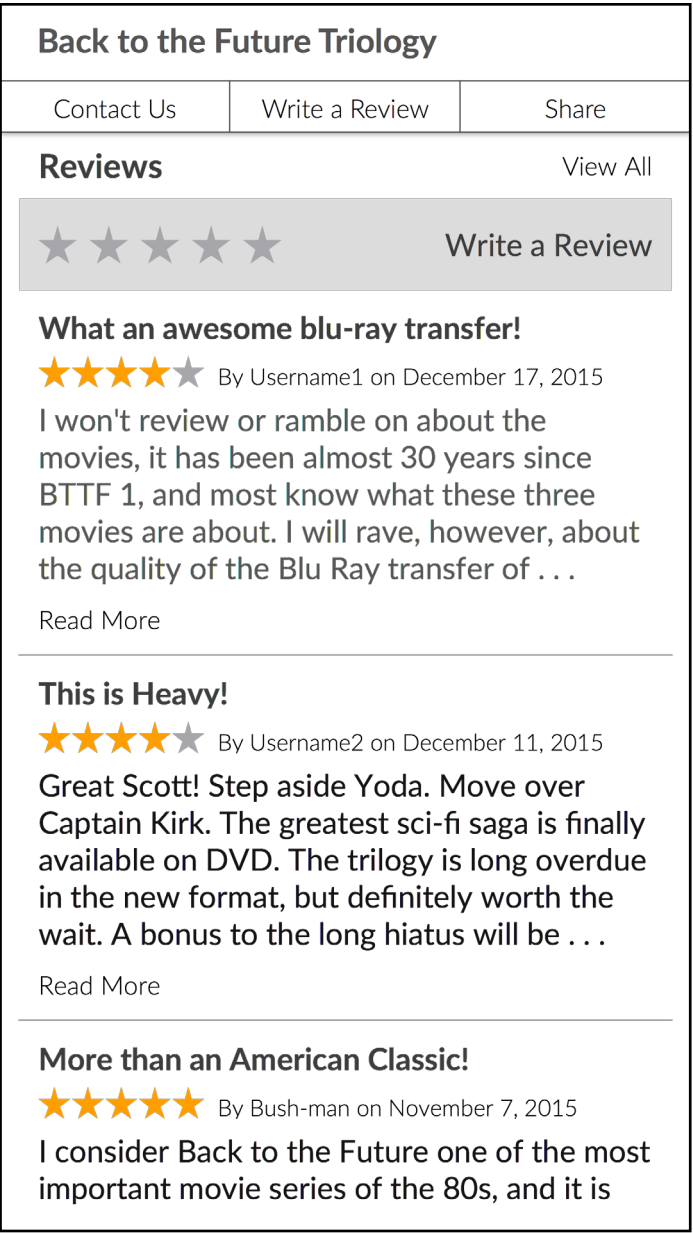 Back to the Future Triology
Contact Us
Write a Review
Share
Reviews
View All
Write a Review
What an awesome blu-ray transfer!
By Username1 on December 17, 2015
I won't review or ramble on about the
movies, it has been almost 30 years since
BTTF 1, and most know what these three
movies are about. I will rave, however, about
the quality of the Blu Ray transfer of . . .
Read More
This is Heavy!
By Username2 on December 11, 2015
Great Scott! Step aside Yoda. Move over
Captain Kirk. The greatest sci-fi saga is finally
available on DVD. The trilogy is long overdue
in the new format, but definitely worth the
wait. A bonus to the long hiatus will be . . .
Read More
More than an American Classic!
By Bush-man on November 7, 2015
I consider Back to the Future one of the most
important movie series of the 80s, and it is